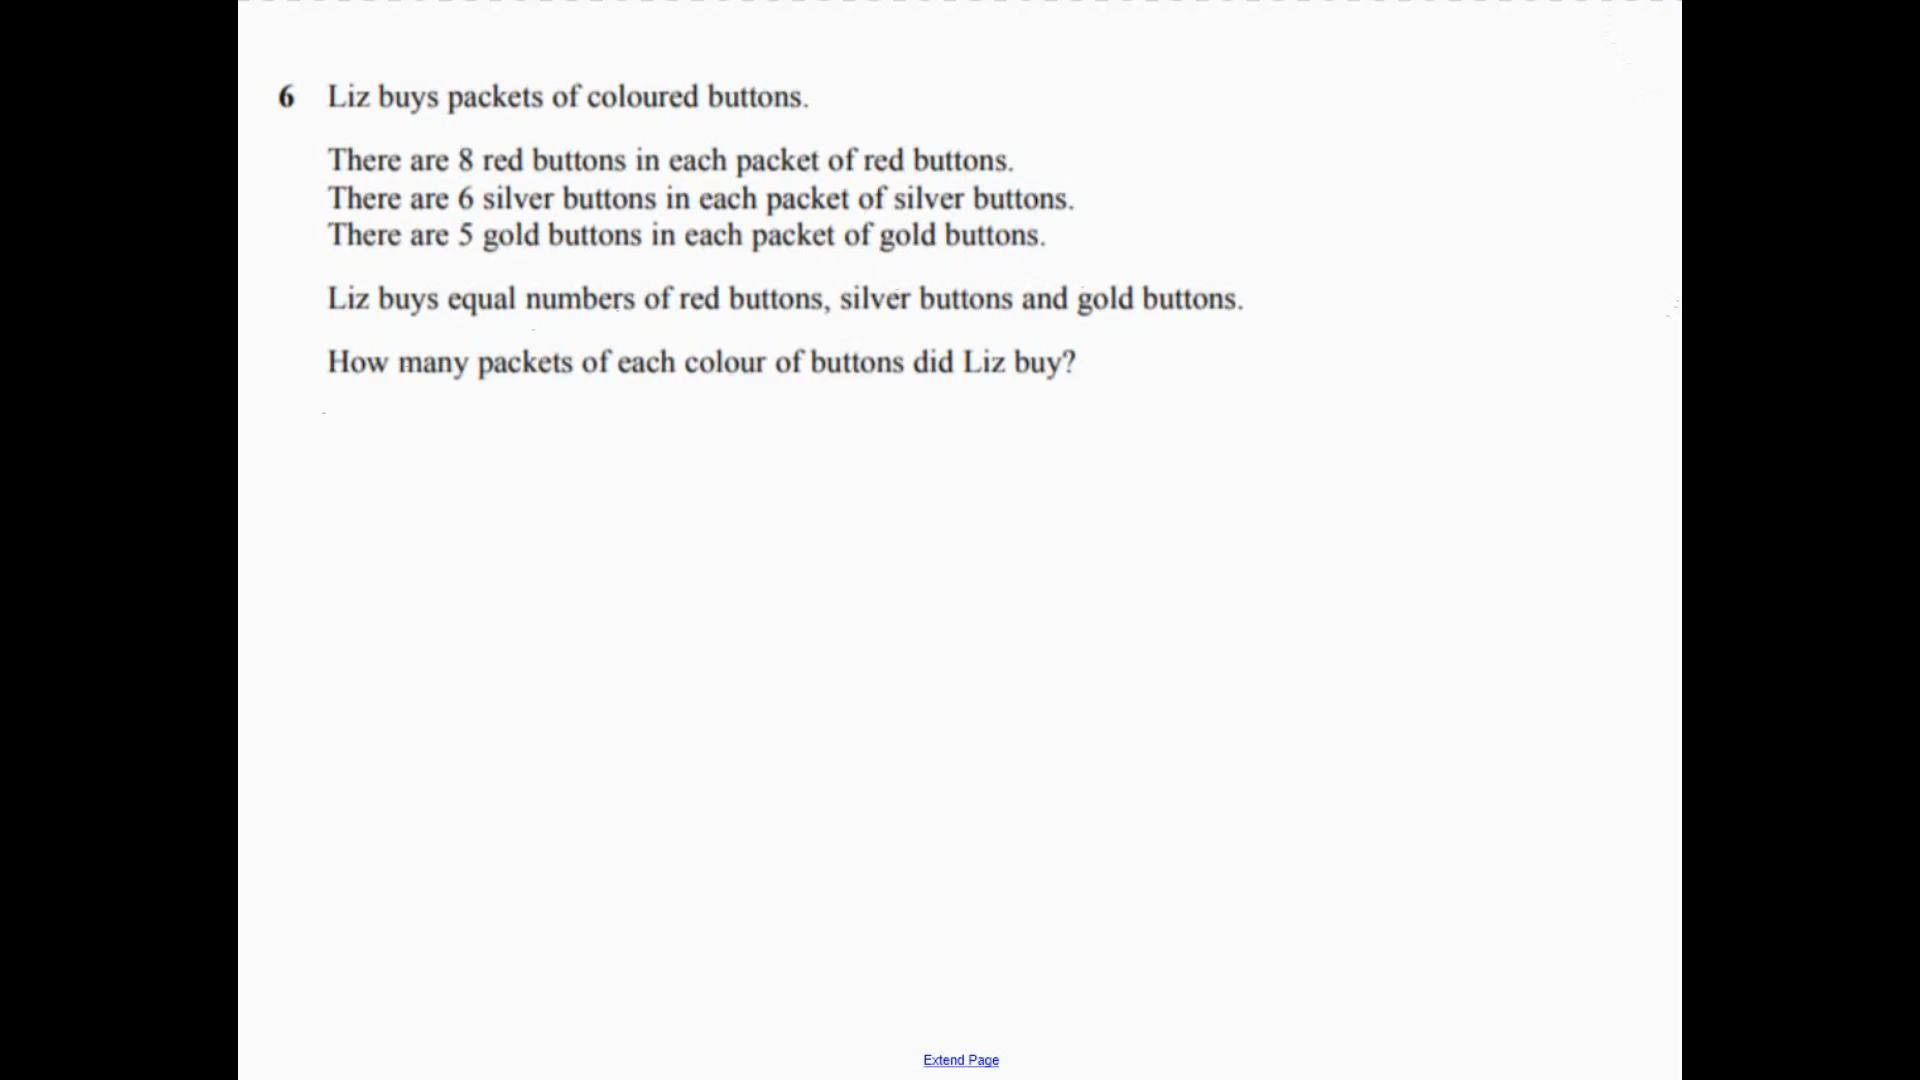 6 Liz buys packets of coloured buttons.
There are 8 red buttons in each packet of red buttons.
There are 6 silver buttons in each packet of silver buttons.
There are 5 gold buttons in each packet of gold buttons.
Liz buys equal numbers of red buttons, silver buttons and gold buttons.
How many packets of each colour of buttons did Liz buy?
Extend Page